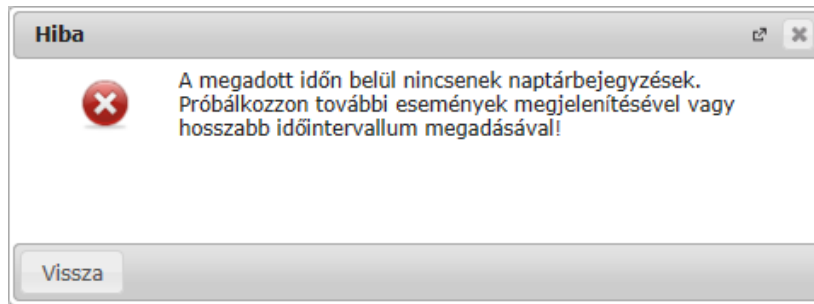 Hiba
A megadott időn belül nincsenek naptárbejegyzések.
Próbálkozzon további események megjelenítésével vagy
hosszabb időintervallum megadásával!
Vissza